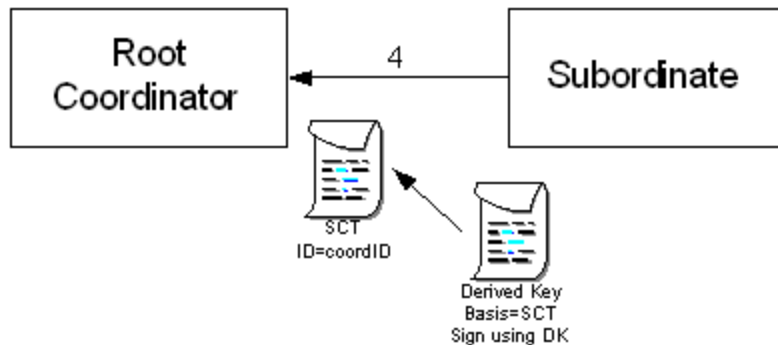 Root
Coordinator
4
Subordinate
SCT
ID=coordID
Derived Key
Basis=SCT
Sign using DK